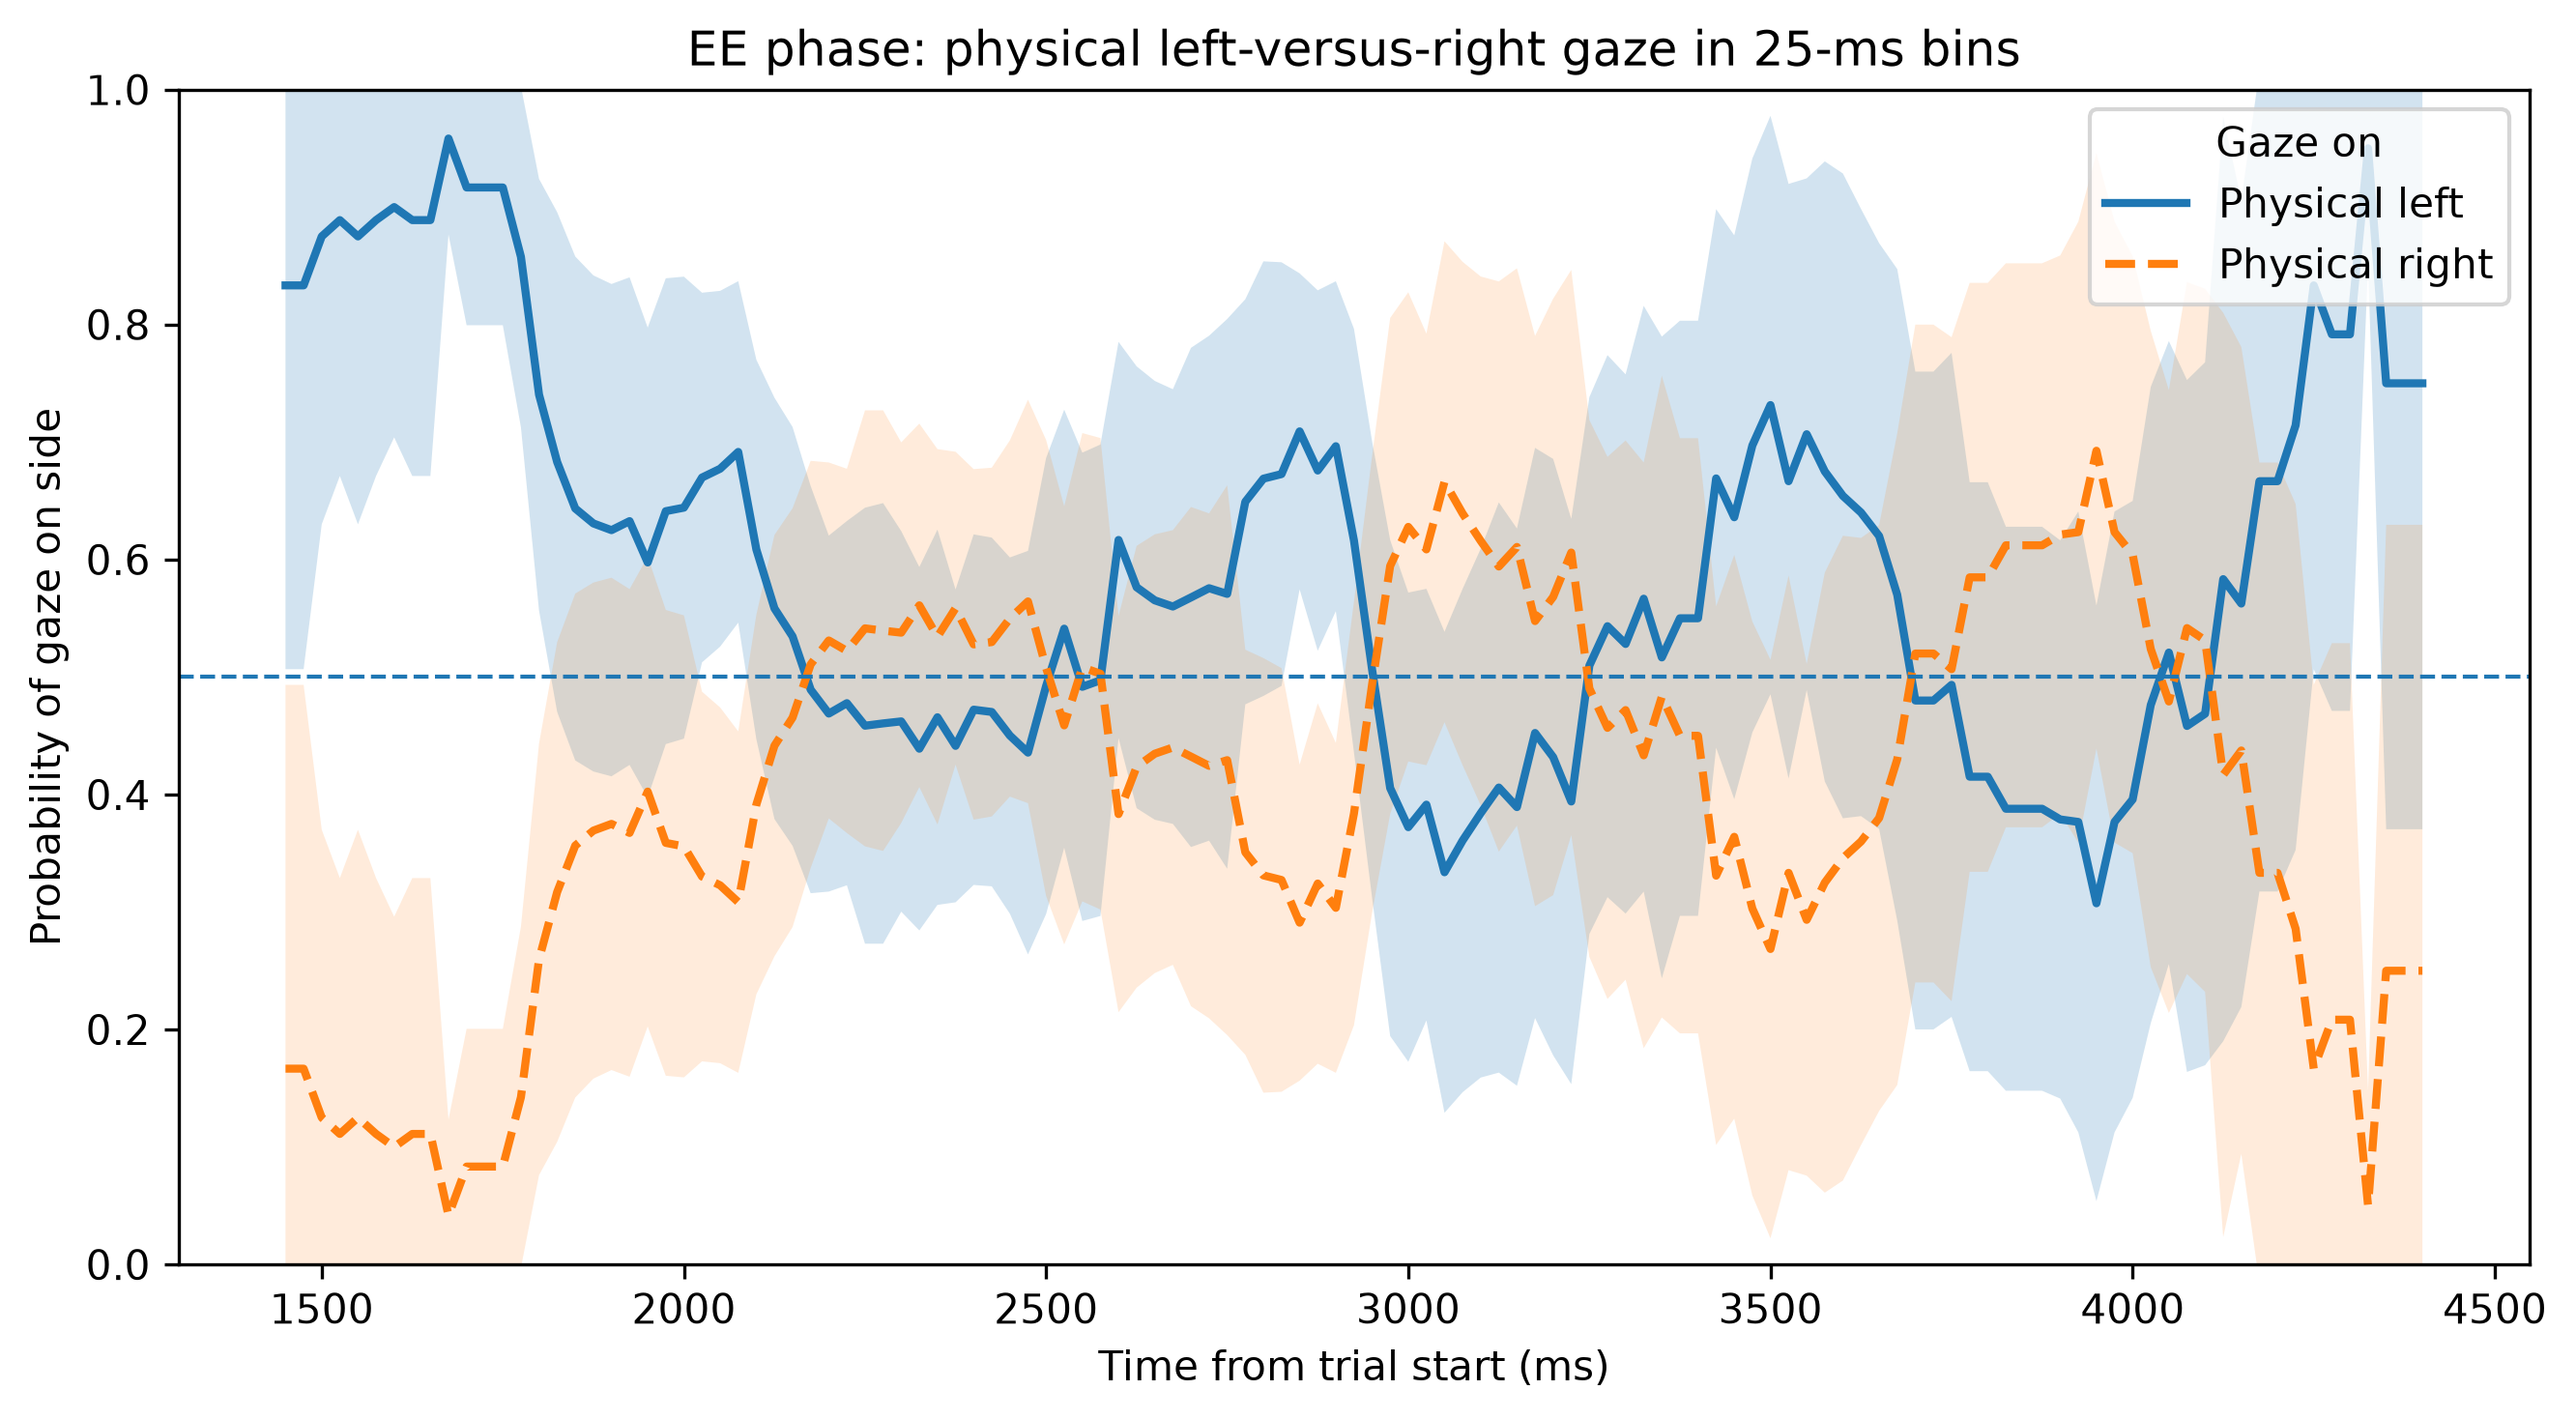 EE phase: physical left-versus-right gaze in 25-ms bins
Probability of gaze on side
1.0
0.8
0.6
0.4
0.2
0.0
Gaze on
Physical left
Physical right
1500 2000 2500 3000 3500 4000 4500
Time from trial start (ms)